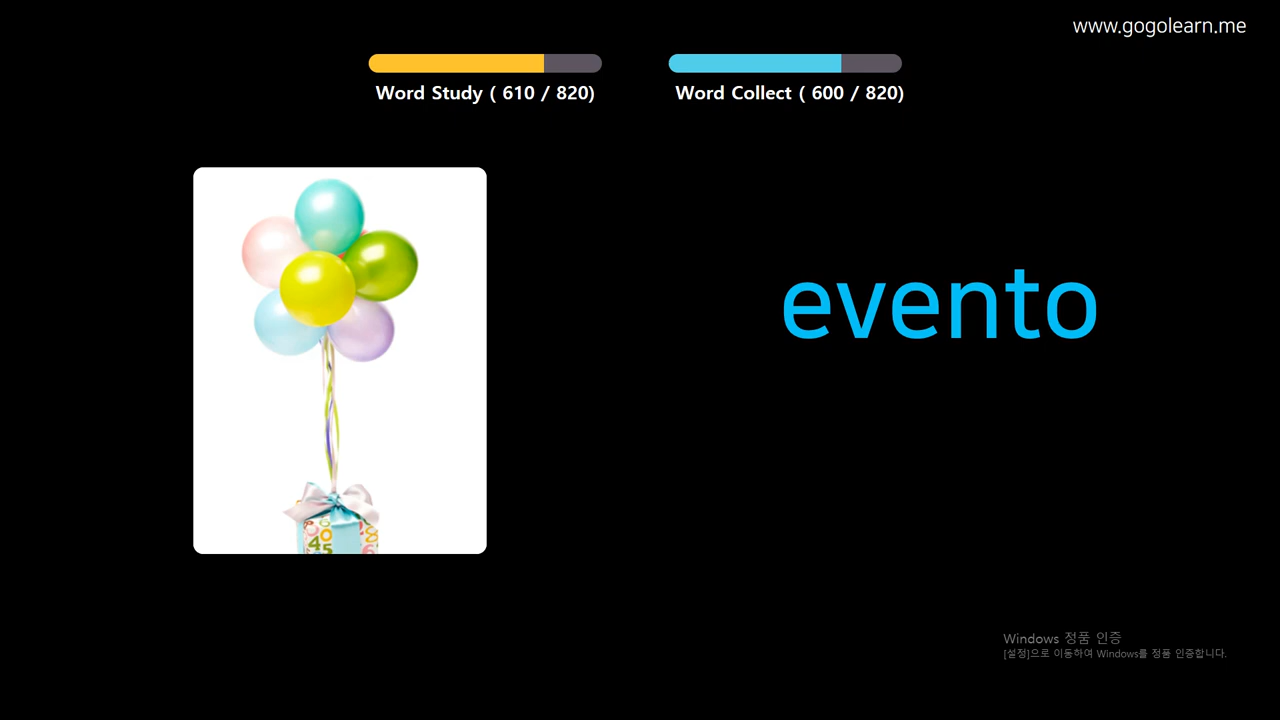 www.gogolearn.me
Word Study ( 610 / 820)
Word Collect ( 600 / 820)
evento
Windows 정품 인증
[설정]으로 이동하여 Windows를 정품 인증합니다.